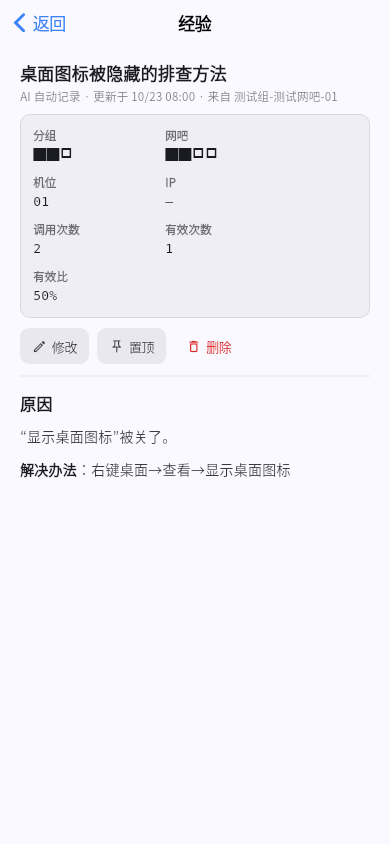 返回
经验
桌面图标被隐藏的排查方法
AI 自动记录 · 更新于 10/23 08:00 · 来自 测试组-测试网吧-01
分组
网吧
机位
IP
01
—
调用次数
有效次数
2
1
有效比
50%
修改
置顶
删除
原因
“显示桌面图标”被关了。
解决办法：右键桌面→查看→显示桌面图标